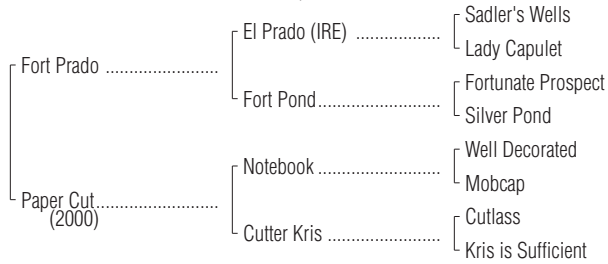 Sadler's Wells
El Prado (IRE) ..................
Lady Capulet
Fort Prado ........................
Fortunate Prospect
Fort Pond..........................
Silver Pond
Well Decorated
Notebook ..........................
Mobcap
Paper Cut..........................
(2000)
Cutlass
Cutter Kris ........................
Kris is Sufficient